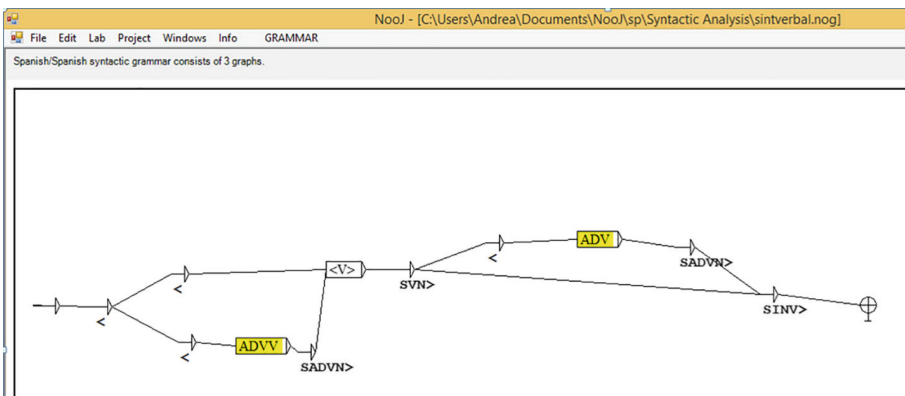 NooJ - [C:\Users\Andrea\Documents\NooJ\sp\Syntactic Analysis\sintverbal.nog]
File Edit Lab Project Windows Info GRAMMAR
Spanish/Spanish syntactic grammar consists of 3 graphs.
ADV
<
SADVN>
<V>
<
SVN>
SINV>
<
ADVV
<
SADVN>